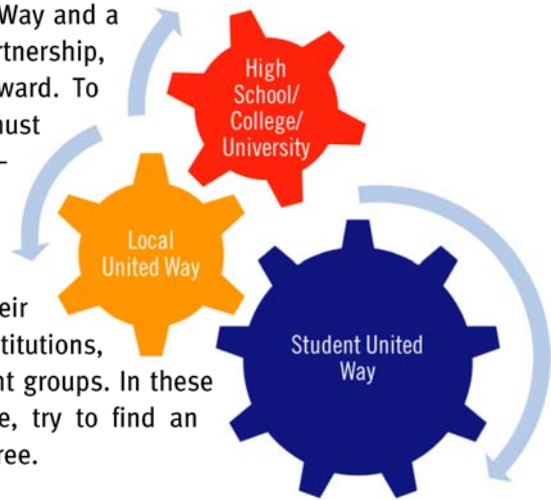 Way and a
rtnership,
ward. To
nust
–
eir
titutions,
nt groups. In these
e, try to find an
ree.
High
School/
College/
University
Local
United Way
Student United
Way